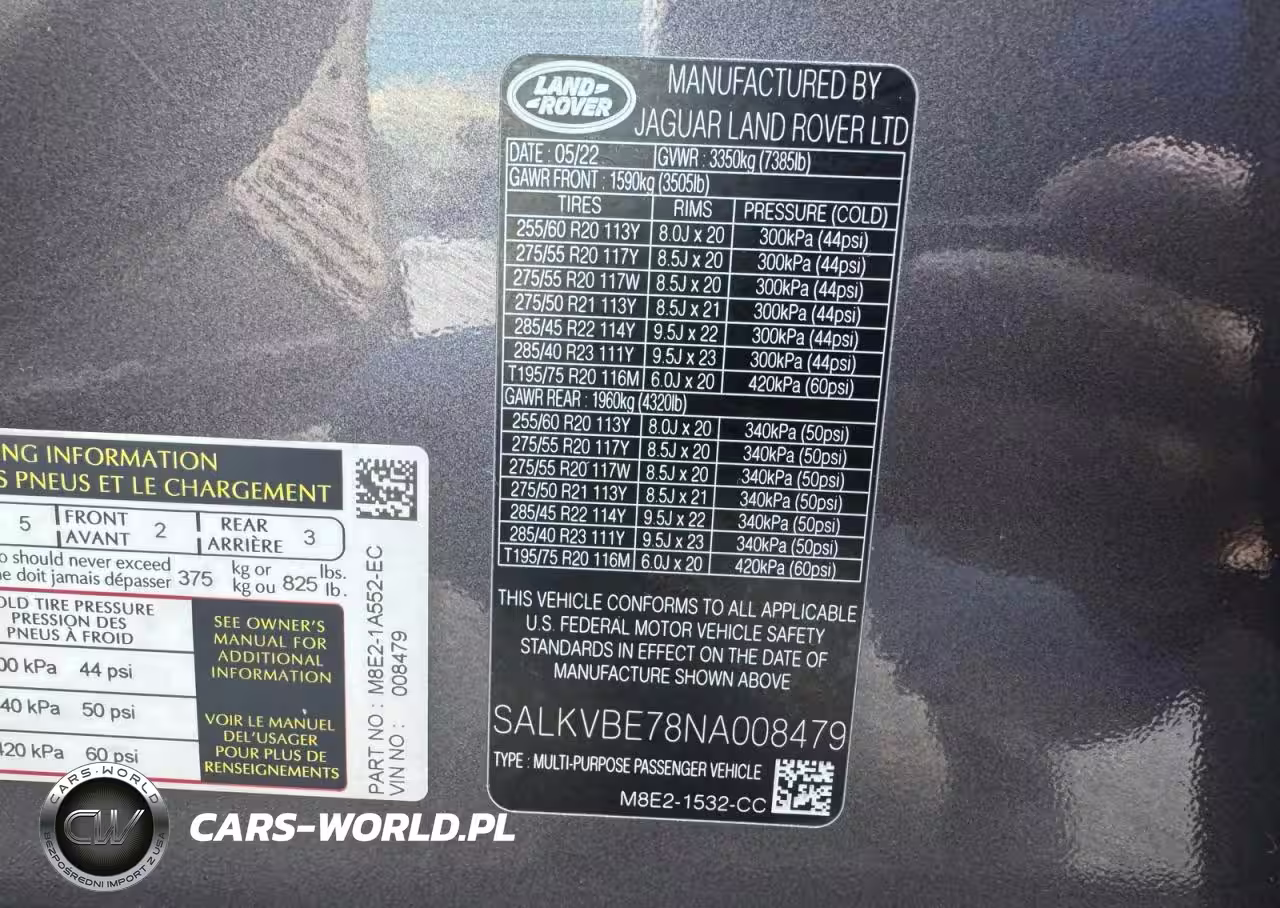 LAND-
-ROVER
MANUFACTURED BY
JAGUAR LAND ROVER LTD
DATE : 05/22 GVWR : 3350kg (7385lb)
GAWR FRONT : 1590kg (3505lb)
TIRES RIMS PRESSURE (COLD)
255/60 R20 113Y 8.0J x 20 300kPa (44psi)
275/55 R20 117Y 8.5J x 20 300kPa (44psi)
275/55 R20 117W 8.5J x 20 300kPa (44psi)
275/50 R21 113Y 8.5J x 21 300kPa (44psi)
285/45 R22 114Y 9.5J x 22 300kPa (44psi)
285/40 R23 111Y 9.5J x 23 300kPa (44psi)
T195/75 R20 116M 6.0J x 20 420kPa (60psi)
GAWR REAR : 1960kg (4320lb)
255/60 R20 113Y 8.0J x 20 340kPa (50psi)
275/55 R20 117Y 8.5J x 20 340kPa (50psi)
275/55 R20 117W 8.5J x 20 340kPa (50psi)
275/50 R21 113Y 8.5J x 21 340kPa (50psi)
285/45 R22 114Y 9.5J x 22 340kPa (50psi)
285/40 R23 111Y 9.5J x 23 340kPa (50psi)
T195/75 R20 116M 6.0J x 20 420kPa (60psi)
THIS VEHICLE CONFORMS TO ALL APPLICABLE
U.S. FEDERAL MOTOR VEHICLE SAFETY
STANDARDS IN EFFECT ON THE DATE OF
MANUFACTURE SHOWN ABOVE
SALKVBE78NA008479
TYPE : MULTI-PURPOSE PASSENGER VEHICLE
M8E2-1532-CC
NG INFORMATION
S PNEUS ET LE CHARGEMENT
5 FRONT AVANT 2 REAR ARRIÈRE 3
o should never exceed kg or lbs.
ne doit jamais dépasser 375 kg ou 825 lb.
OLD TIRE PRESSURE
PRESSION DES
PNEUS À FROID
00 kPa 44 psi
40 kPa 50 psi
420 kPa 60 psi
SEE OWNER'S
MANUAL FOR
ADDITIONAL
INFORMATION
VOIR LE MANUEL
DEL'USAGER
POUR PLUS DE
RENSEIGNEMENTS
PART NO : M8E2-1A552-EC
VIN NO : 008479
CARS-WORLD
CW
BEZPOŚREDNI IMPORT Z USA
CARS-WORLD.PL